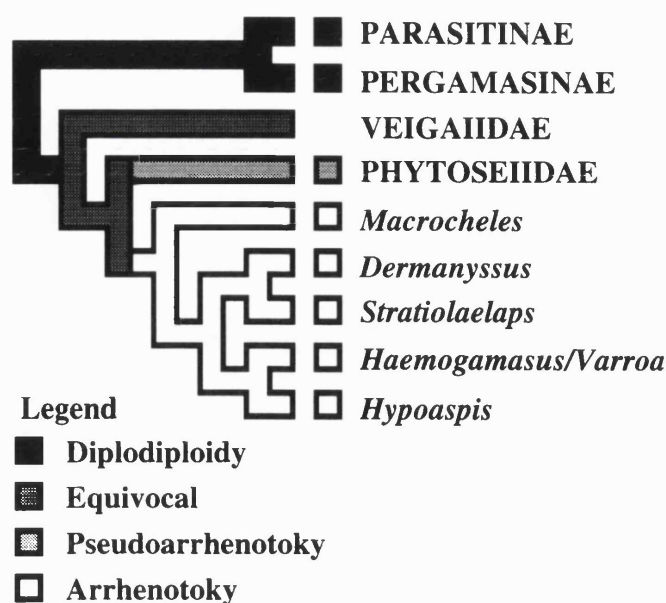 PARASITINAE
PERGAMASINAE
VEIGAIIDAE
PHYTOSEIIDAE
Macrocheles
Dermanyssus
Stratiolaelaps
Haemogamasus/Varroa
Hypoaspis
Legend
Diplodiploidy
Equivocal
Pseudoarrhenotoky
Arrhenotoky